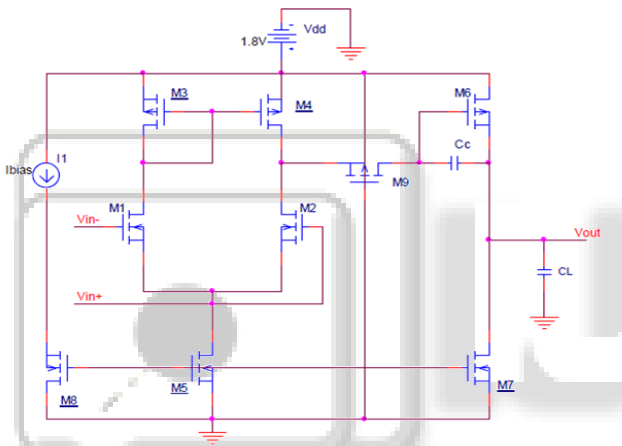 Vdd
1.8V
M3
M4
M6
I1
Ibias
Cc
M9
M1
M2
Vin-
Vout
CL
Vin+
M8
M5
M7